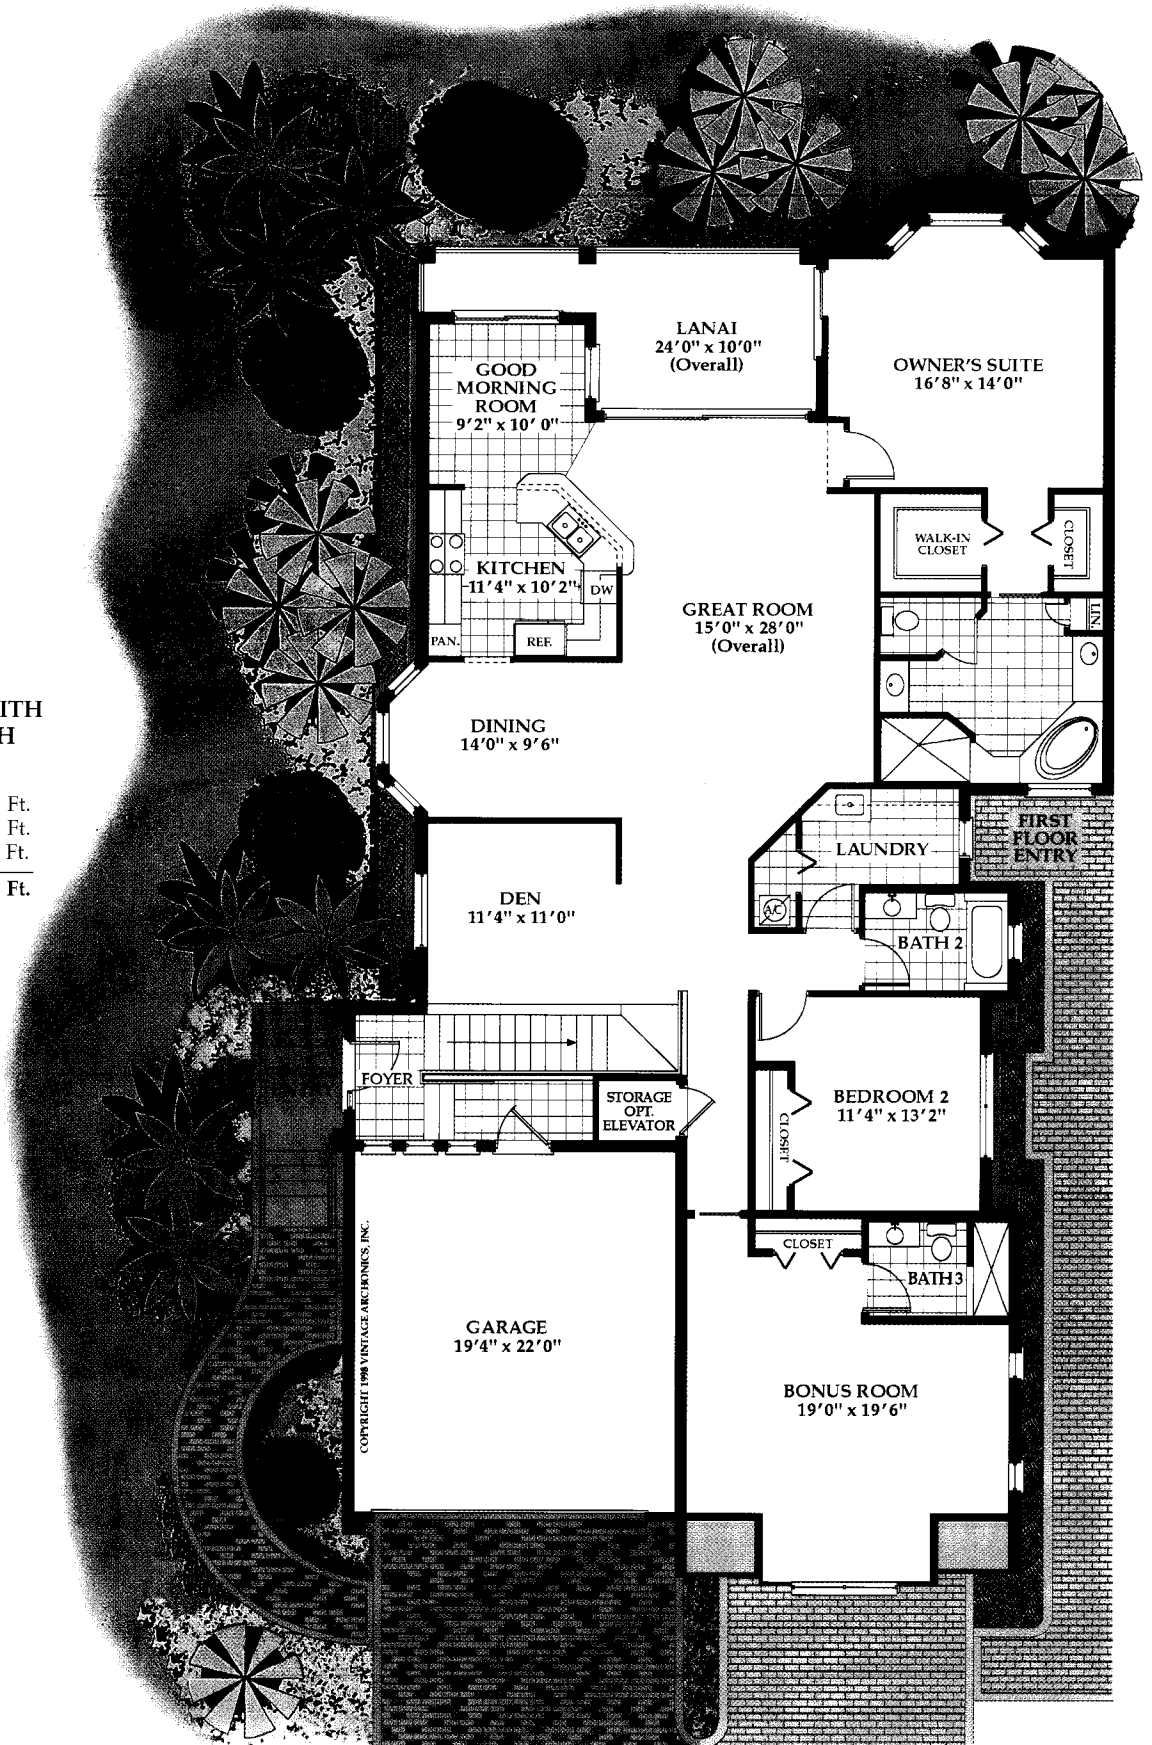 LANAI
24'0" x 10'0"
(Overall)
OWNER'S SUITE
16'8" x 14'0"
GOOD
MORNING
ROOM
9'2" x 10' 0"
WALK-IN
CLOSET
CLOSET
KITCHEN
11'4" x 10'2"
DW
PAN.
REF.
GREAT ROOM
15'0" x 28'0"
(Overall)
LIN.
ITH
H
DINING
14'0" x 9'6"
Ft.
Ft.
Ft.
Ft.
FIRST
FLOOR
ENTRY
LAUNDRY
A/C
DEN
11'4" x 11'0"
BATH 2
FOYER
STORAGE
OPT.
ELEVATOR
BEDROOM 2
11'4" x 13'2"
CLOSET
CLOSET
BATH 3
COPYRIGHT 1998 VINTAGE ARCHONICS, INC.
GARAGE
19'4" x 22'0"
BONUS ROOM
19'0" x 19'6"